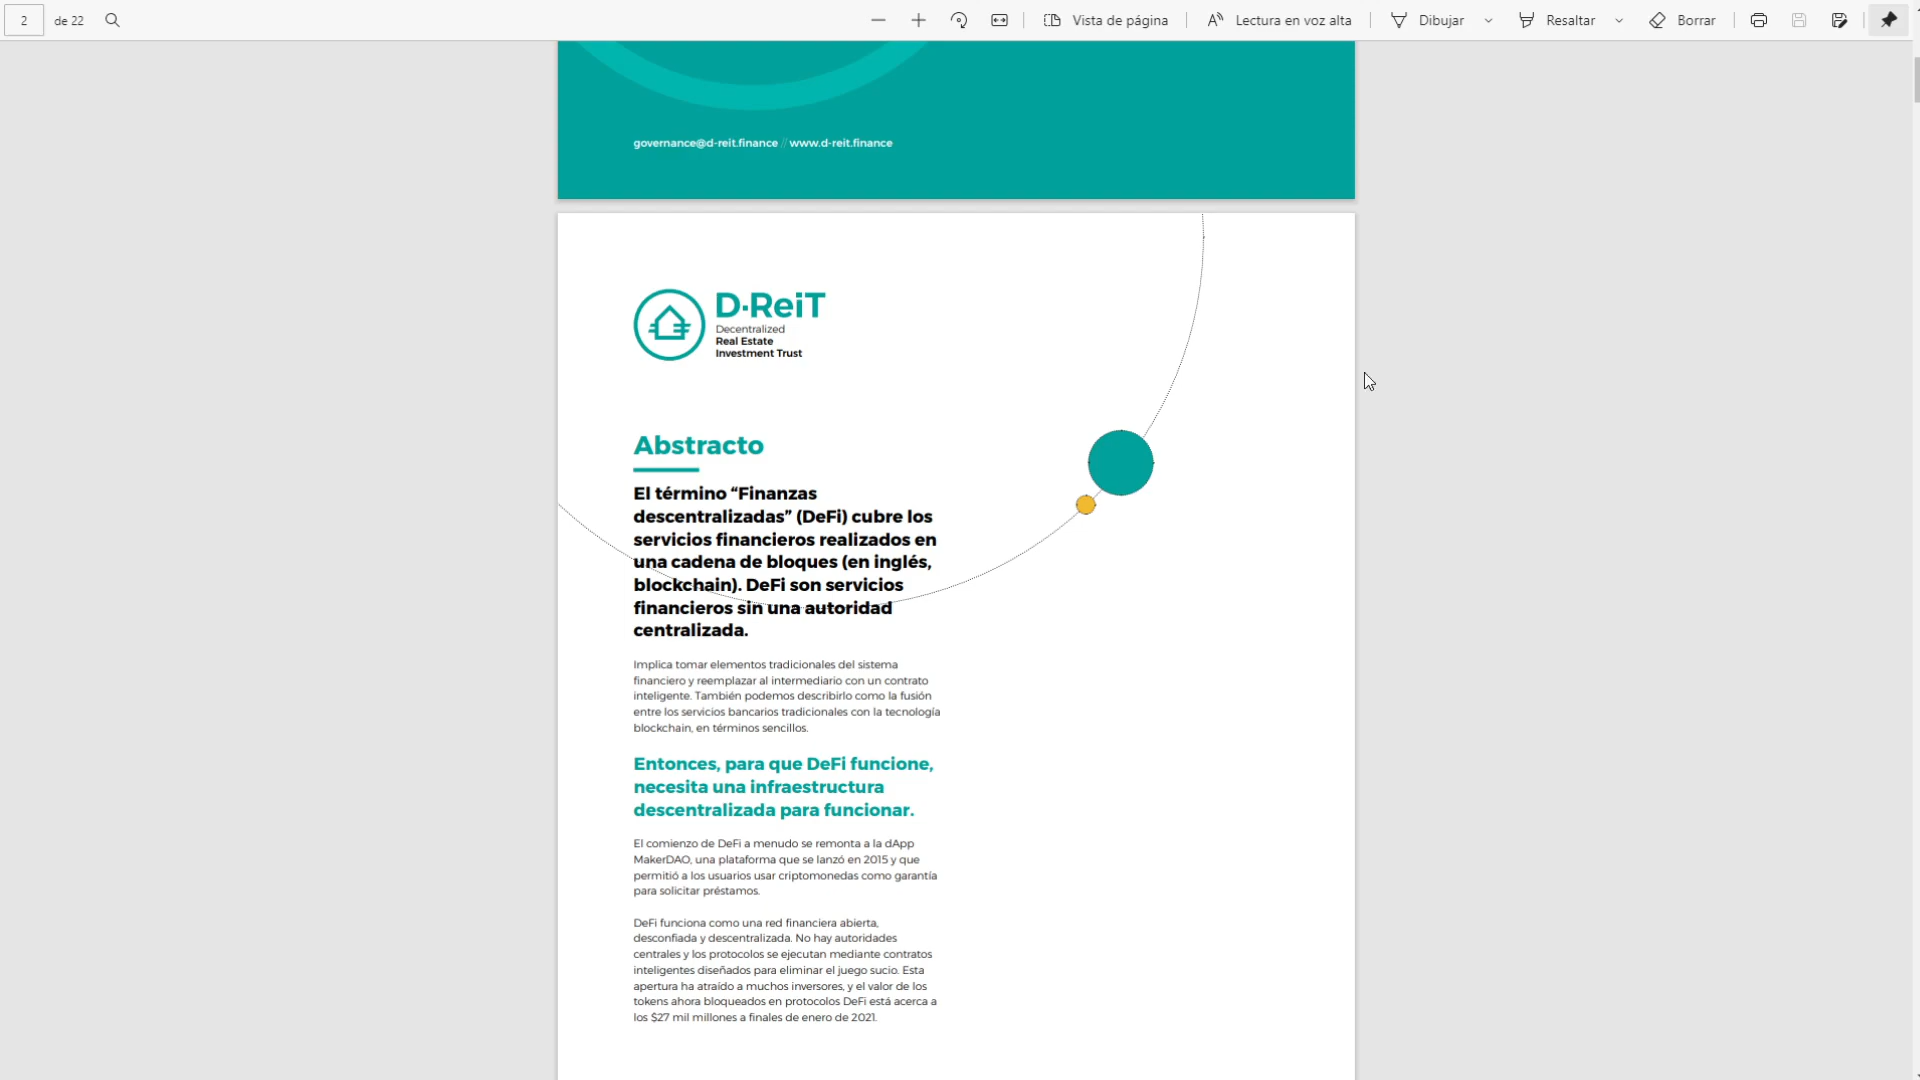 2 de 22 Vista de página Lectura en voz alta Dibujar Resaltar Borrar
governance@d-reit.finance // www.d-reit.finance
D·ReiT
Decentralized
Real Estate
Investment Trust
Abstracto
El término “Finanzas
descentralizadas” (DeFi) cubre los
servicios financieros realizados en
una cadena de bloques (en inglés,
blockchain). DeFi son servicios
financieros sin una autoridad
centralizada.
Implica tomar elementos tradicionales del sistema
financiero y reemplazar al intermediario con un contrato
inteligente. También podemos describirlo como la fusión
entre los servicios bancarios tradicionales con la tecnología
blockchain, en términos sencillos.
Entonces, para que DeFi funcione,
necesita una infraestructura
descentralizada para funcionar.
El comienzo de DeFi a menudo se remonta a la dApp
MakerDAO, una plataforma que se lanzó en 2015 y que
permitió a los usuarios usar criptomonedas como garantía
para solicitar préstamos.
DeFi funciona como una red financiera abierta,
desconfiada y descentralizada. No hay autoridades
centrales y los protocolos se ejecutan mediante contratos
inteligentes diseñados para eliminar el juego sucio. Esta
apertura ha atraído a muchos inversores, y el valor de los
tokens ahora bloqueados en protocolos DeFi está acerca a
los $27 mil millones a finales de enero de 2021.